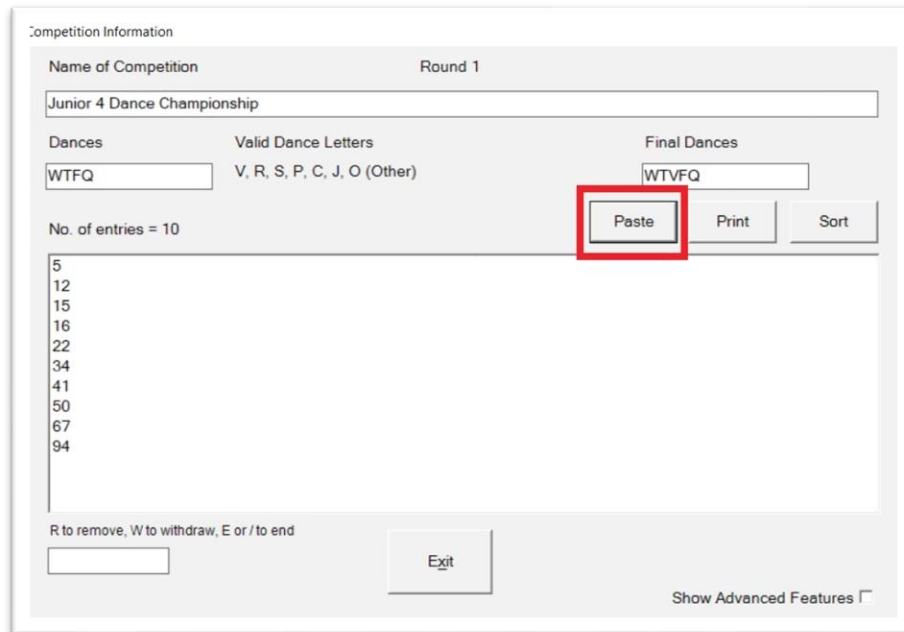 Competition Information
Name of Competition Round 1
Junior 4 Dance Championship
Dances Valid Dance Letters Final Dances
WTFQ V, R, S, P, C, J, O (Other) WTVFQ
No. of entries = 10 Paste Print Sort
5
12
15
16
22
34
41
50
67
94
R to remove, W to withdraw, E or / to end
Exit
Show Advanced Features